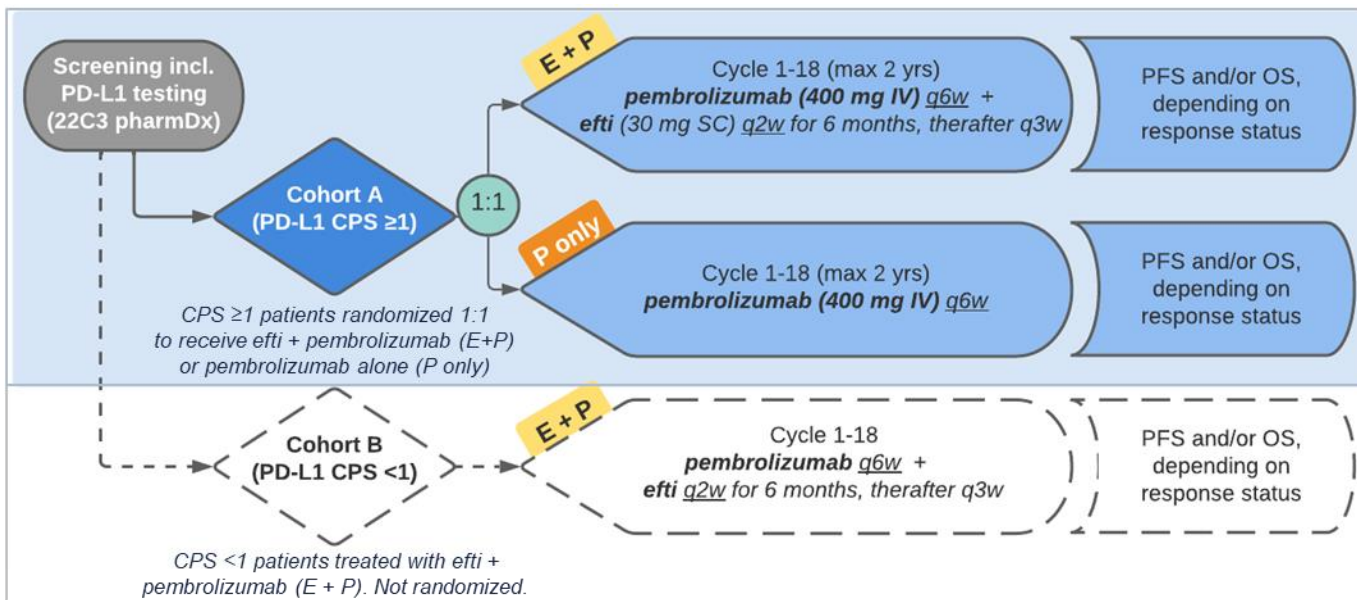 Screening incl.
PD-L1 testing
(22C3 pharmDx)
Cohort A
(PD-L1 CPS ≥1)
1:1
CPS ≥1 patients randomized 1:1
to receive efti + pembrolizumab (E+P)
or pembrolizumab alone (P only)
E + P
Cycle 1-18 (max 2 yrs)
pembrolizumab (400 mg IV) q6w +
efti (30 mg SC) q2w for 6 months, therafter q3w
PFS and/or OS,
depending on
response status
P only
Cycle 1-18 (max 2 yrs)
pembrolizumab (400 mg IV) q6w
PFS and/or OS,
depending on
response status
Cohort B
(PD-L1 CPS <1)
CPS <1 patients treated with efti +
pembrolizumab (E + P). Not randomized.
E + P
Cycle 1-18
pembrolizumab q6w +
efti q2w for 6 months, therafter q3w
PFS and/or OS,
depending on
response status